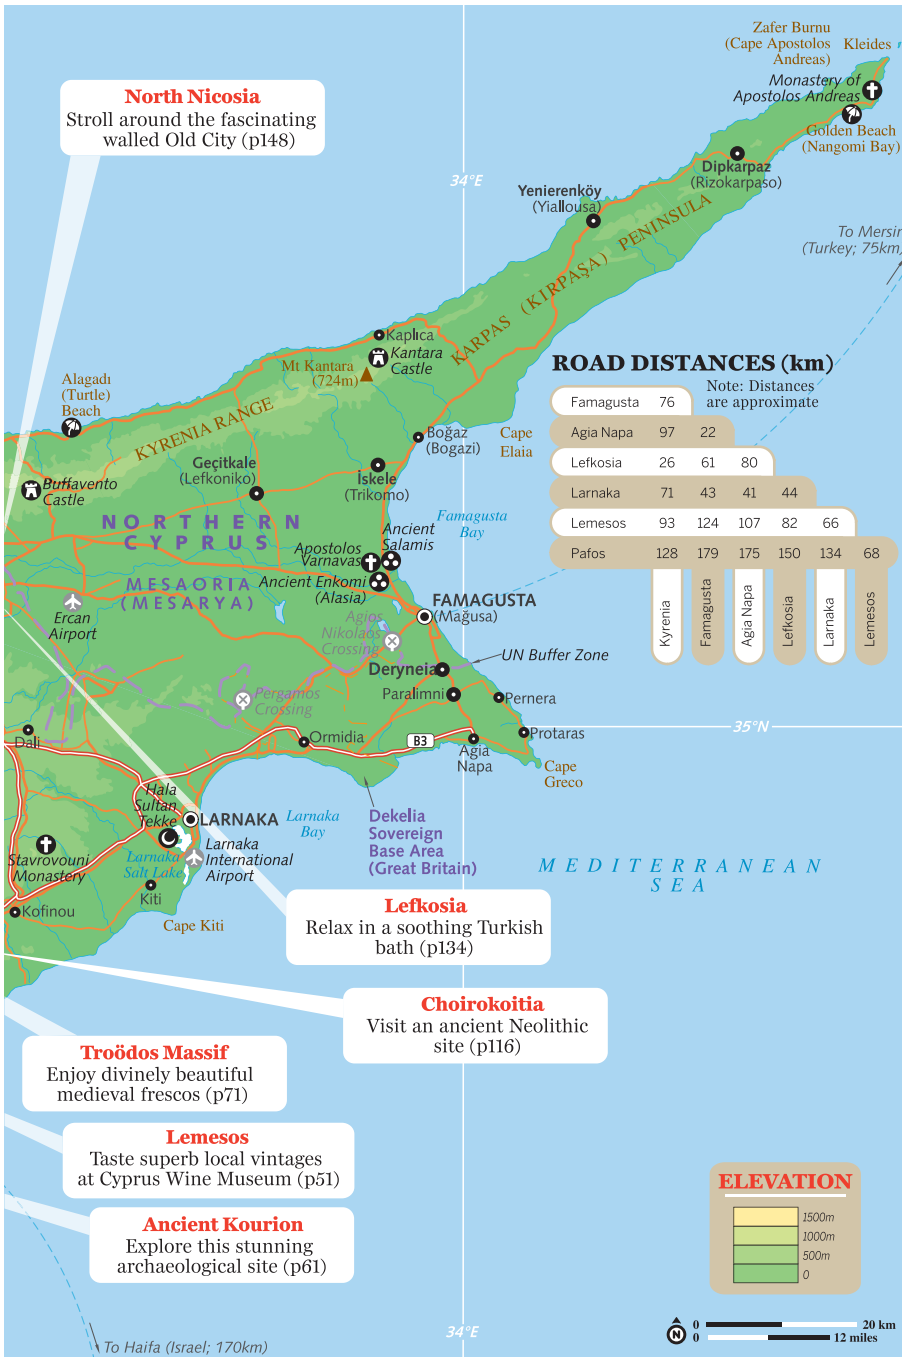 Zafer Burnu
(Cape Apostolos
Andreas)
Kleides
Monastery of
Apostolos Andreas
Golden Beach
(Nangomi Bay)
North Nicosia
Stroll around the fascinating
walled Old City (p148)
34°E
Dipkarpaz
(Rizokarpaso)
Yenierenköy
(Yiallousa)
KARPAS (KIRPAŞA) PENINSULA
To Mersin
(Turkey; 75km)
Kaplıca
Kantara
Castle
Mt Kantara
(724m)
Alagadı
(Turtle)
Beach
KYRENIA RANGE
ROAD DISTANCES (km)
Note: Distances
are approximate
Famagusta 76
Agia Napa 97 22
Lefkosia 26 61 80
Larnaka 71 43 41 44
Lemesos 93 124 107 82 66
Pafos 128 179 175 150 134 68
Kyrenia
Famagusta
Agia Napa
Lefkosia
Larnaka
Lemesos
Boğaz
(Bogazi)
Cape
Elaia
Geçitkale
(Lefkoniko)
İskele
(Trikomo)
Buffavento
Castle
NORTHERN
CYPRUS
Famagusta
Bay
Ancient
Salamis
Apostolos
Varnavas
MESAORIA
(MESARYA)
Ancient Enkomi
(Alasia)
FAMAGUSTA
(Mağusa)
Ercan
Airport
Agios
Nikolaos
Crossing
UN Buffer Zone
Deryneia
Pergamos
Crossing
Paralimni
Pernera
35°N
Dali
Ormidia
B3
Protaras
Agia
Napa
Cape
Greco
Hala
Sultan
Tekke
LARNAKA
Larnaka
Bay
Dekelia
Sovereign
Base Area
(Great Britain)
Stavrovouni
Monastery
Larnaka
Salt Lake
Larnaka
International
Airport
MEDITERRANEAN
SEA
Kiti
Kofinou
Cape Kiti
Lefkosia
Relax in a soothing Turkish
bath (p134)
Choirokoitia
Visit an ancient Neolithic
site (p116)
Troödos Massif
Enjoy divinely beautiful
medieval frescos (p71)
Lemesos
Taste superb local vintages
at Cyprus Wine Museum (p51)
Ancient Kourion
Explore this stunning
archaeological site (p61)
ELEVATION
1500m
1000m
500m
0
34°E
To Haifa (Israel; 170km)
N
0 20 km
0 12 miles